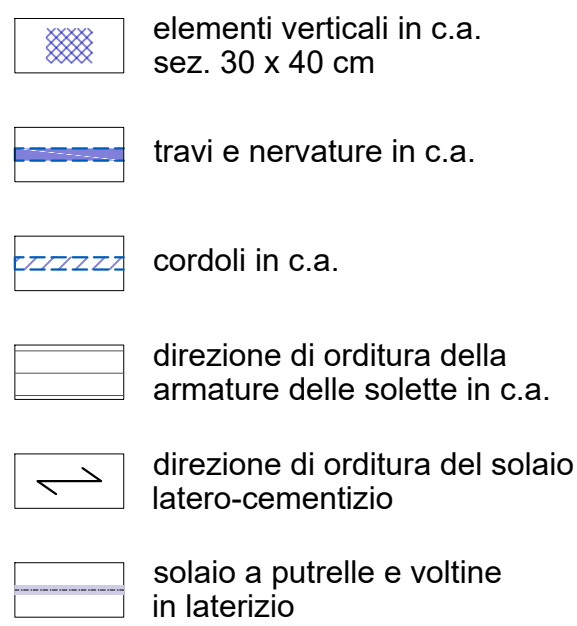 elementi verticali in c.a.
sez. 30 x 40 cm
travi e nervature in c.a.
cordoli in c.a.
direzione di orditura della
armature delle solette in c.a.
direzione di orditura del solaio
latero-cementizio
solaio a putrelle e voltine
in laterizio